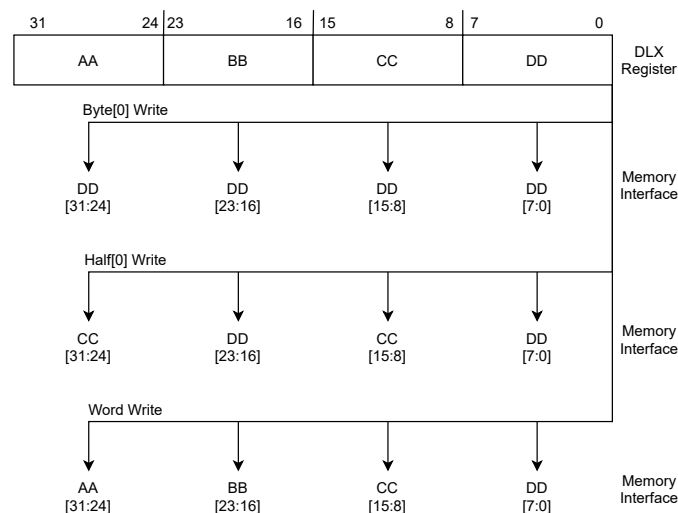 31 24 23 16 15 8 7 0
AA BB CC DD
DLX
Register
Byte[0] Write
DD DD DD DD
[31:24] [23:16] [15:8] [7:0]
Memory
Interface
Half[0] Write
CC DD CC DD
[31:24] [23:16] [15:8] [7:0]
Memory
Interface
Word Write
AA BB CC DD
[31:24] [23:16] [15:8] [7:0]
Memory
Interface